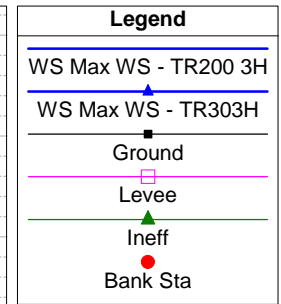 Legend
WS Max WS - TR200 3H
WS Max WS - TR303H
Ground
Levee
Ineff
Bank Sta